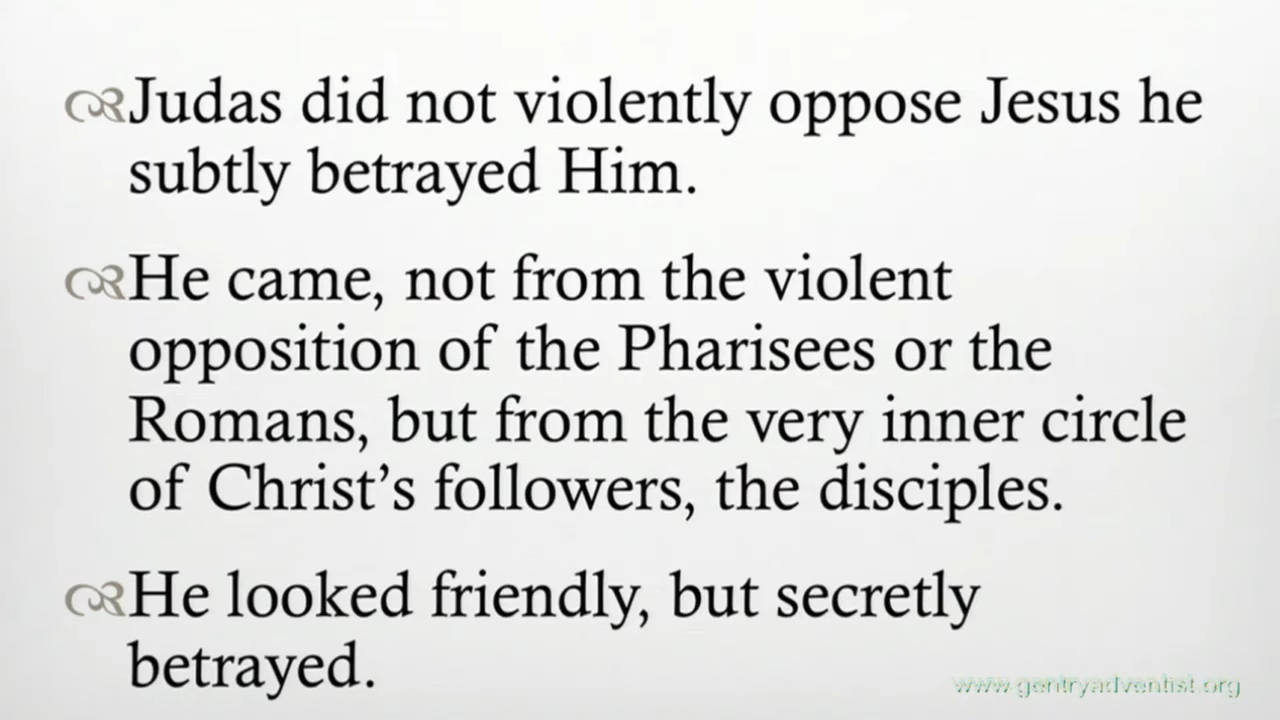 Judas did not violently oppose Jesus he
subtly betrayed Him.
He came, not from the violent
opposition of the Pharisees or the
Romans, but from the very inner circle
of Christ’s followers, the disciples.
He looked friendly, but secretly
betrayed.
www.gentryadventist.org